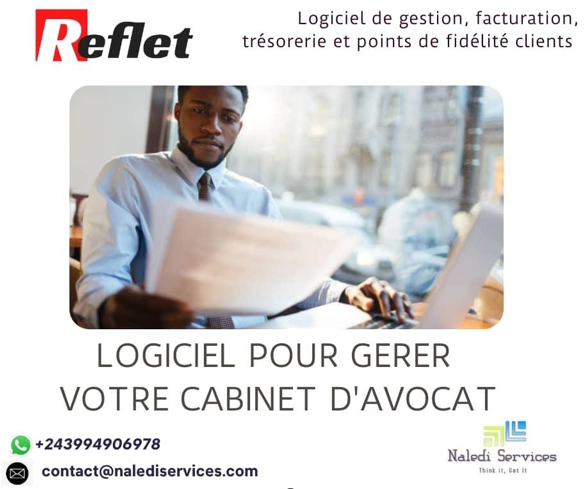 Reflet
Logiciel de gestion, facturation,
trésorerie et points de fidélité clients
LOGICIEL POUR GERER
VOTRE CABINET D'AVOCAT
+243994906978
contact@nalediservices.com
Naledi Services
Think it, Get It